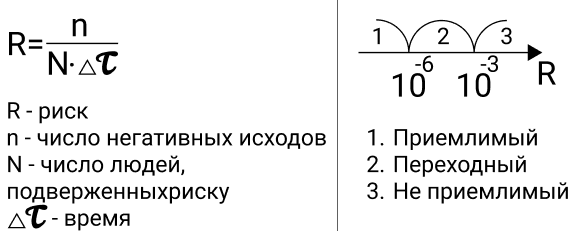 R=n/(N·△τ)
R - риск
n - число негативных исходов
N - число людей,
подверженныхриску
△τ - время
1 2 3
10^-6 10^-3 R
1. Приемлимый
2. Переходный
3. Не приемлимый